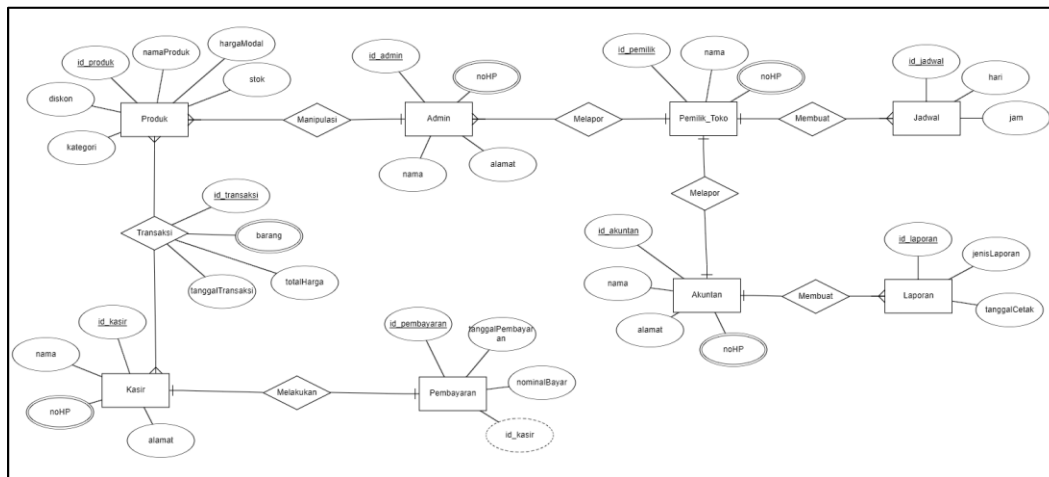 hargaModal
namaProduk
id_produk
stok
diskon
Produk
kategori
Manipulasi
id_admin
noHP
Admin
nama
alamat
Melapor
id_pemilik
nama
noHP
Pemilik_Toko
Membuat
id_jadwal
hari
Jadwal
jam
Melapor
id_transaksi
Transaksi
barang
totalHarga
tanggalTransaksi
id_akuntan
nama
Akuntan
alamat
noHP
Membuat
id_laporan
jenisLaporan
Laporan
tanggalCetak
id_kasir
nama
Kasir
noHP
alamat
Melakukan
id_pembayaran
tanggalPembayar
an
nominalBayar
Pembayaran
id_kasir